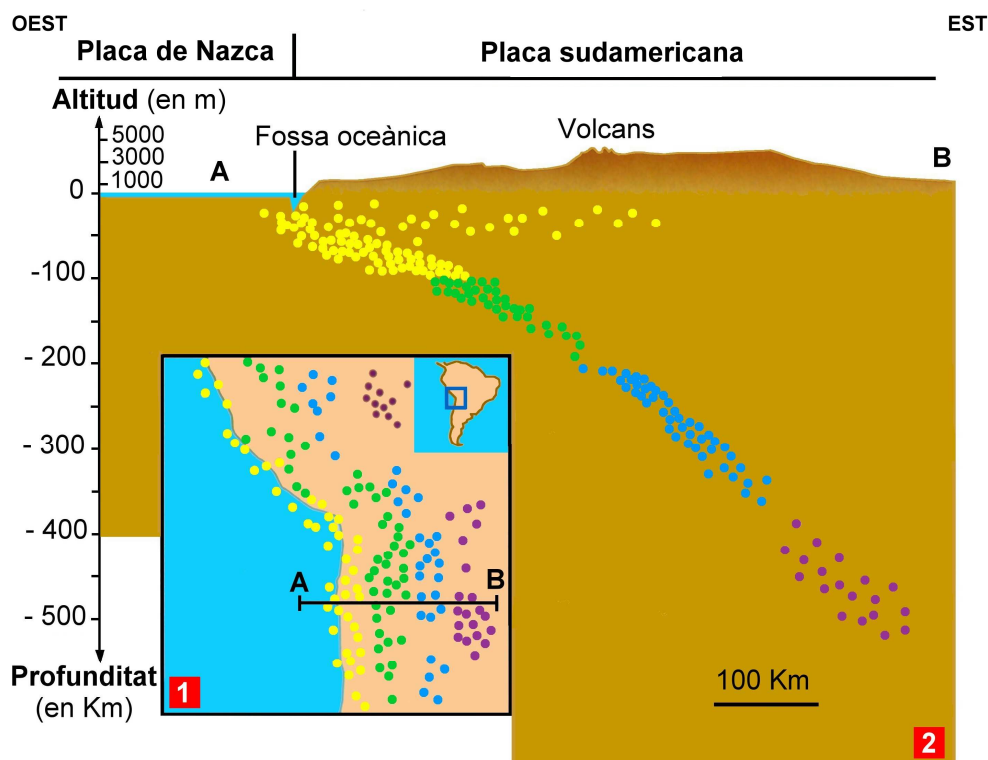 OEST
EST
Placa de Nazca
Placa sudamericana
Altitud (en m)
Fossa oceànica
Volcans
5000
3000
1000
A
B
0
-100
- 200
- 300
- 400
- 500
Profunditat
(en Km)
A
B
1
100 Km
2